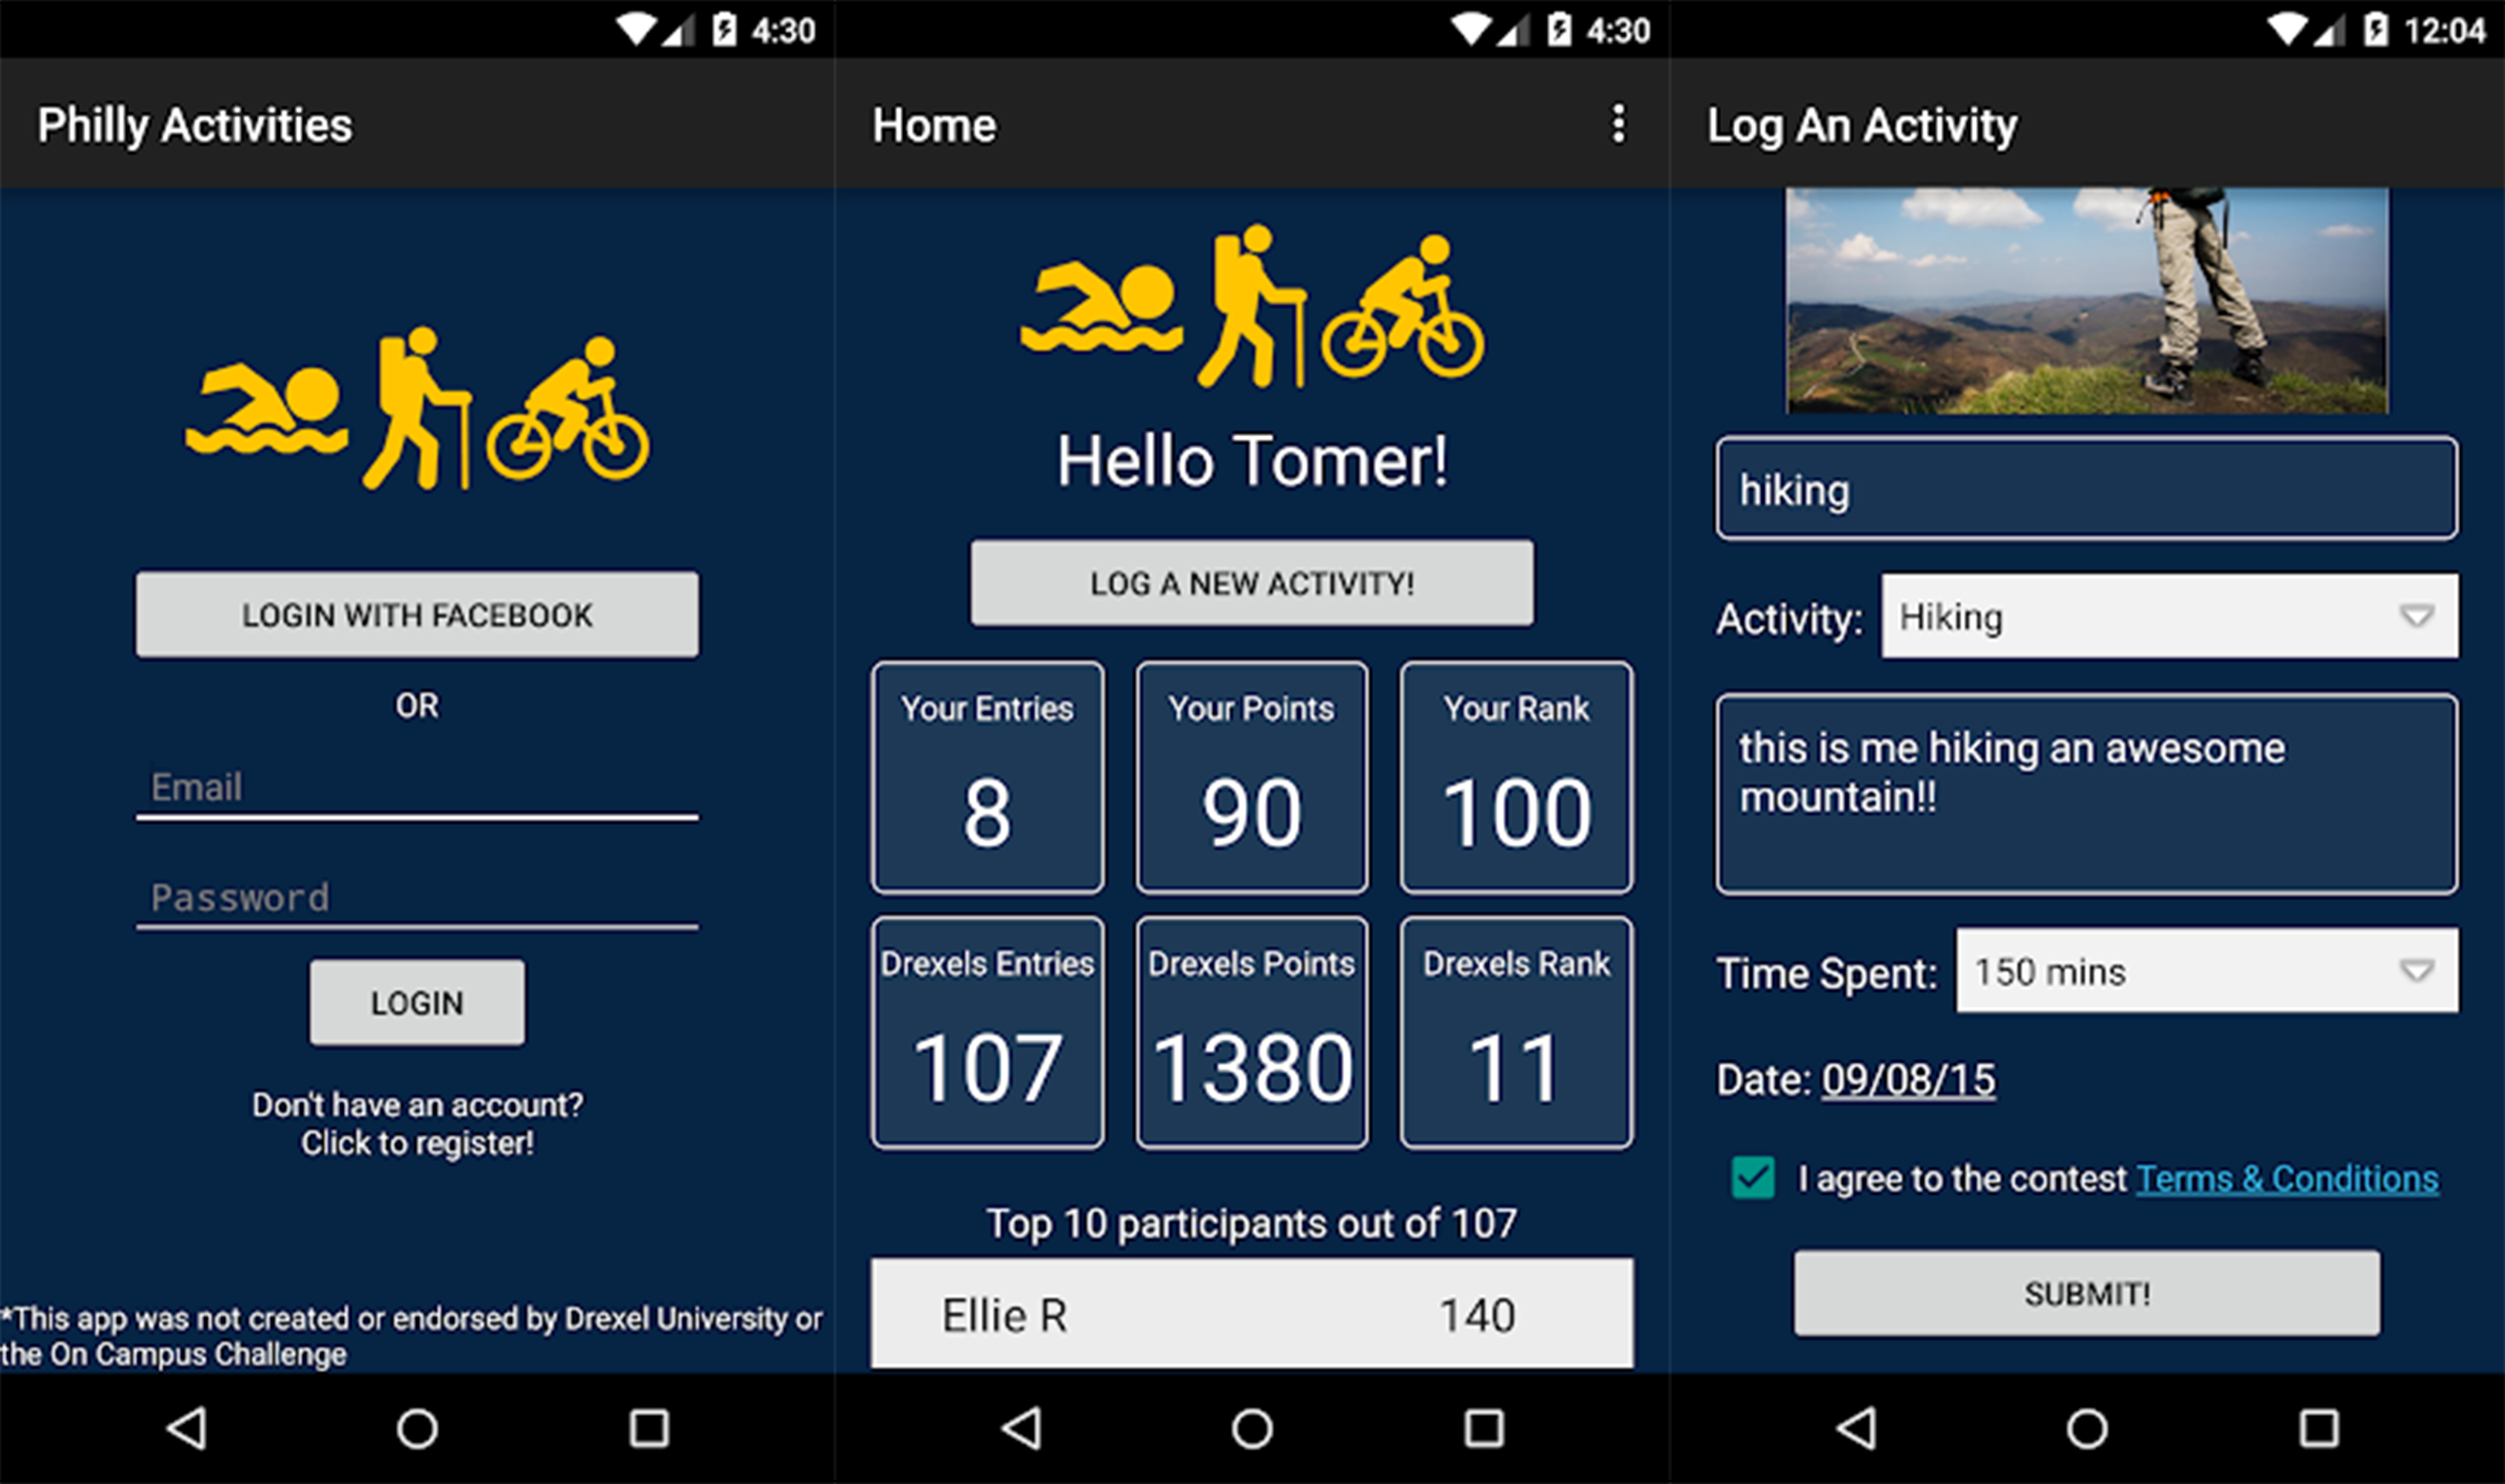 4:30
Philly Activities
LOGIN WITH FACEBOOK
OR
Email
Password
LOGIN
Don't have an account?
Click to register!
*This app was not created or endorsed by Drexel University or
the On Campus Challenge
4:30
Home
Hello Tomer!
LOG A NEW ACTIVITY!
Your Entries
8
Your Points
90
Your Rank
100
Drexels Entries
107
Drexels Points
1380
Drexels Rank
11
Top 10 participants out of 107
Ellie R 140
12:04
Log An Activity
hiking
Activity: Hiking
this is me hiking an awesome
mountain!!
Time Spent: 150 mins
Date: 09/08/15
I agree to the contest Terms & Conditions
SUBMIT!